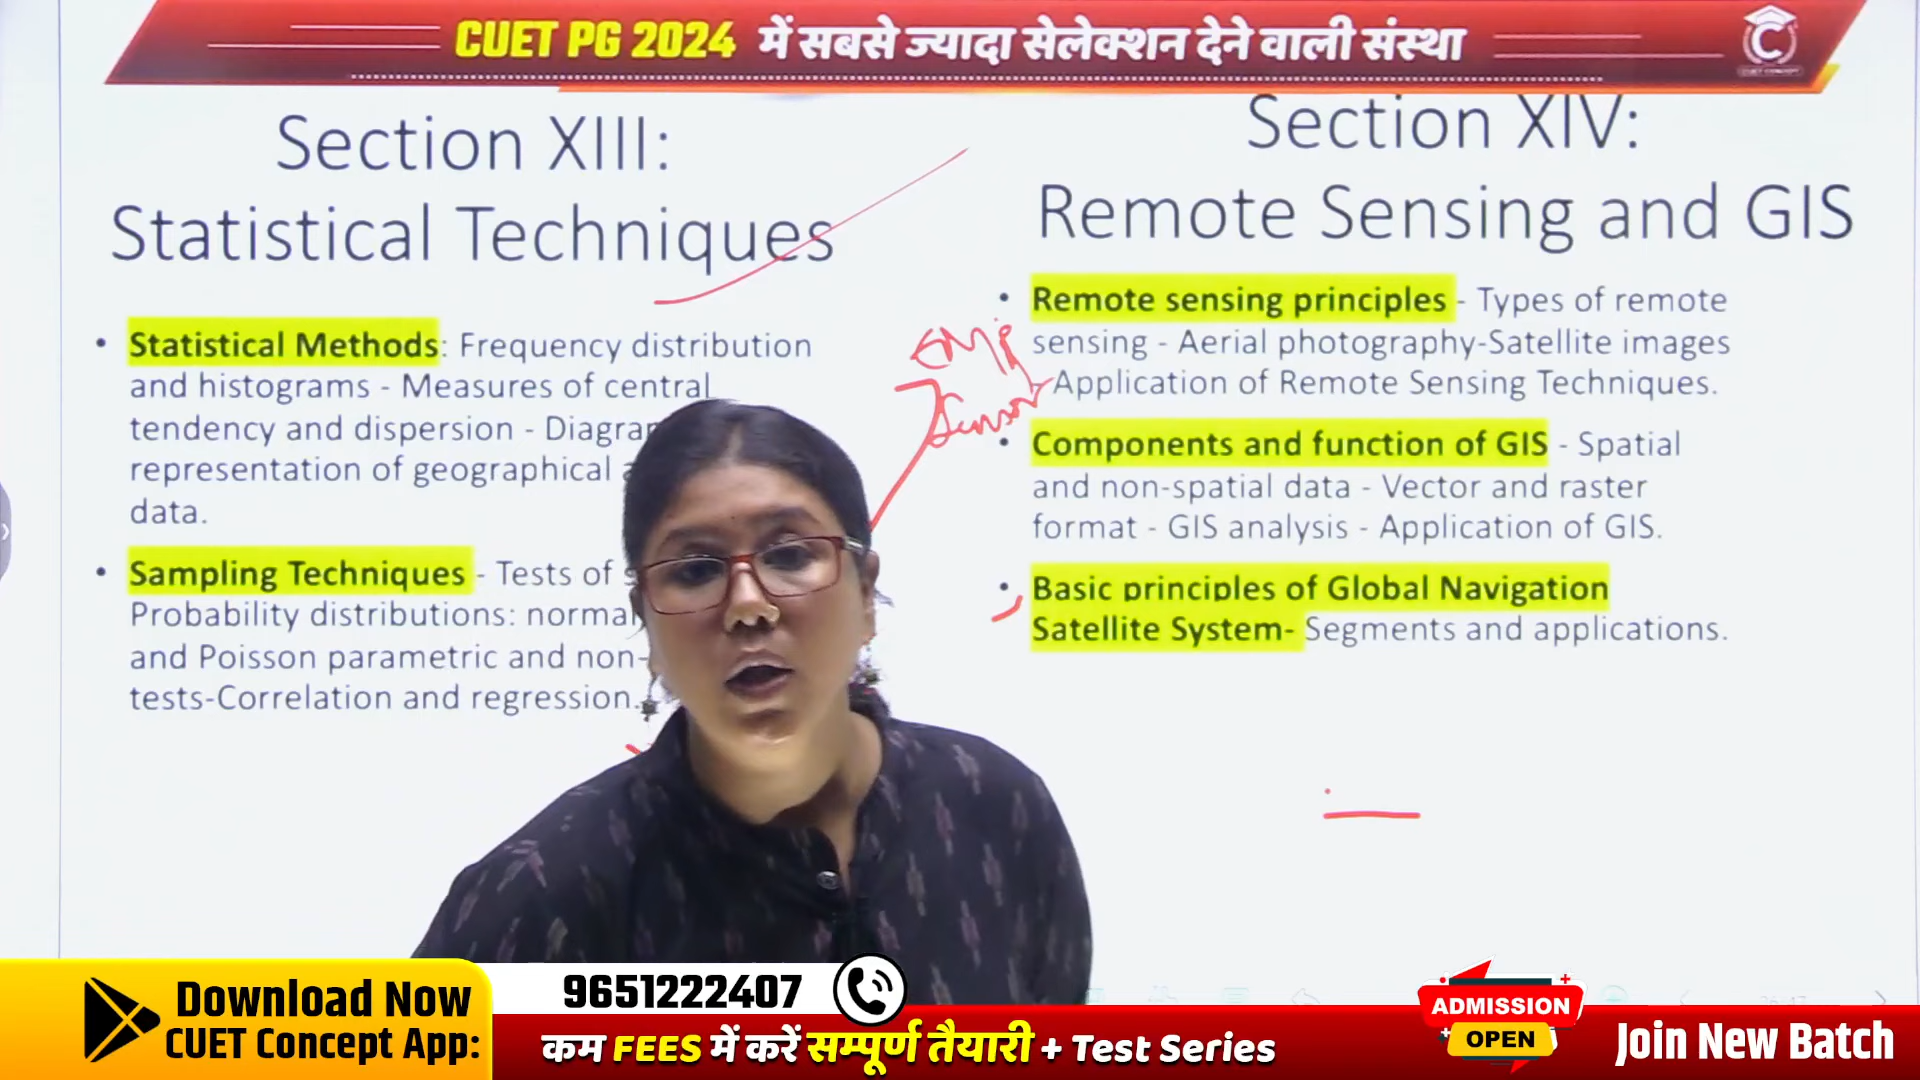 CUET PG 2024 में सबसे ज्यादा सेलेक्शन देने वाली संस्था
Section XIII:
Statistical Techniques
• Statistical Methods: Frequency distribution
and histograms - Measures of central
tendency and dispersion - Diagra
representation of geographical
data.
• Sampling Techniques - Tests of
Probability distributions: normal
and Poisson parametric and non-
tests-Correlation and regression.
Section XIV:
Remote Sensing and GIS
• Remote sensing principles - Types of remote
sensing - Aerial photography-Satellite images
Application of Remote Sensing Techniques.
• Components and function of GIS - Spatial
and non-spatial data - Vector and raster
format - GIS analysis - Application of GIS.
• Basic principles of Global Navigation
Satellite System- Segments and applications.
Sensor
Download Now
CUET Concept App:
9651222407
कम FEES में करें सम्पूर्ण तैयारी + Test Series
ADMISSION
OPEN
Join New Batch